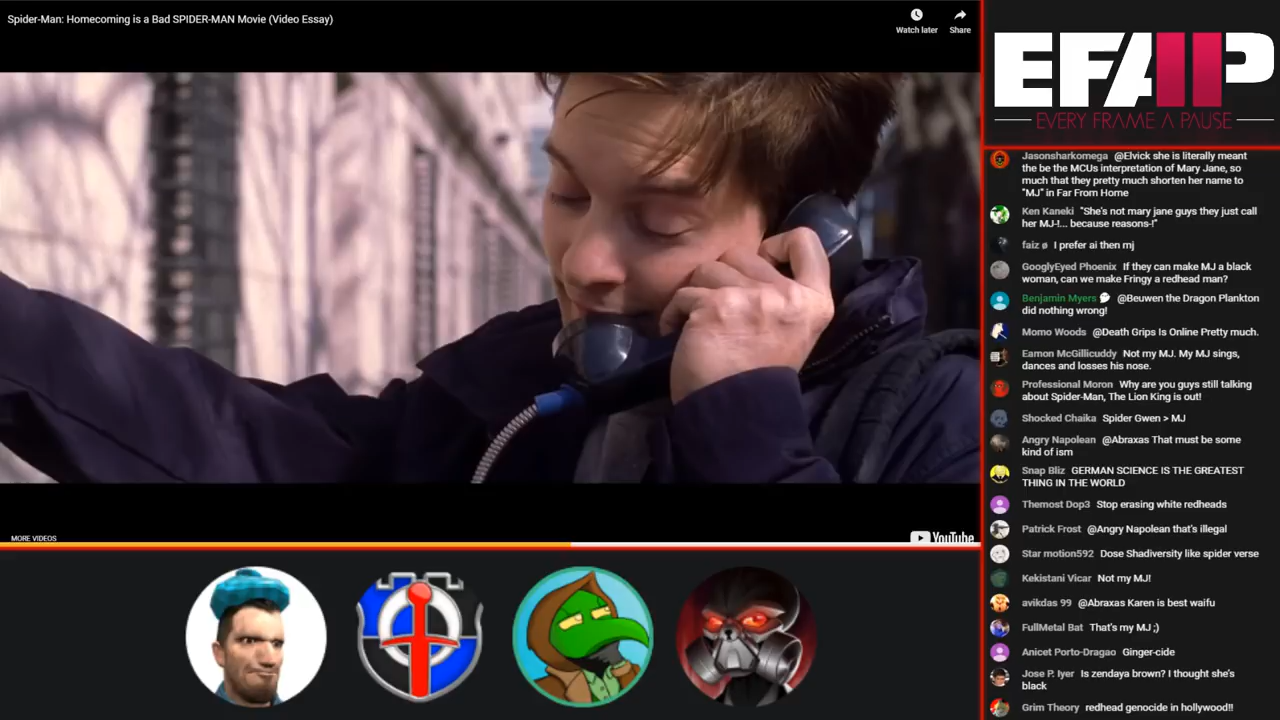 Spider-Man: Homecoming is a Bad SPIDER-MAN Movie (Video Essay)
Watch later
Share
MORE VIDEOS
YouTube
EFAP
EVERY FRAME A PAUSE
Jasonsharkomega @Elvick she is literally meant
the be the MCUs interpretation of Mary Jane, so
much that they pretty much shorten her name to
"MJ" in Far From Home
Ken Kaneki "She's not mary jane guys they just call
her MJ-!... because reasons-!"
faiz ø I prefer ai then mj
GooglyEyed Phoenix If they can make MJ a black
woman, can we make Fringy a redhead man?
Benjamin Myers @Beuwen the Dragon Plankton
did nothing wrong!
Momo Woods @Death Grips Is Online Pretty much.
Eamon McGillicuddy Not my MJ. My MJ sings,
dances and losses his nose.
Professional Moron Why are you guys still talking
about Spider-Man, The Lion King is out!
Shocked Chaika Spider Gwen > MJ
Angry Napolean @Abraxas That must be some
kind of ism
Snap Bliz GERMAN SCIENCE IS THE GREATEST
THING IN THE WORLD
Themost Dop3 Stop erasing white redheads
Patrick Frost @Angry Napolean that's illegal
Star motion592 Dose Shadiversity like spider verse
Kekistani Vicar Not my MJ!
avikdas 99 @Abraxas Karen is best waifu
FullMetal Bat That's my MJ ;)
Anicet Porto-Dragao Ginger-cide
Jose P. Iyer Is zendaya brown? I thought she's
black
Grim Theory redhead genocide in hollywood!!